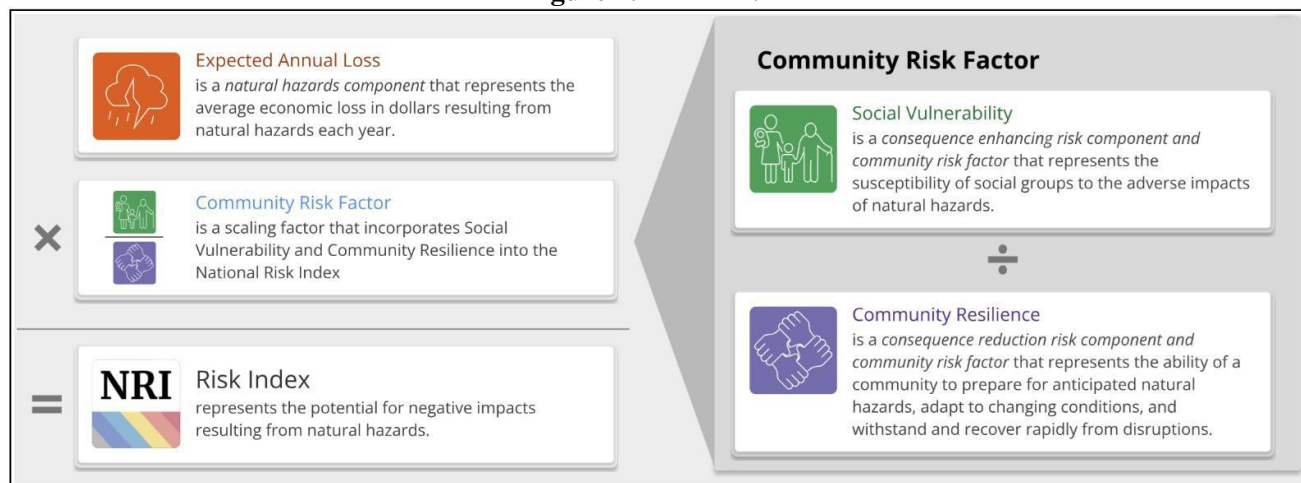 Expected Annual Loss
is a natural hazards component that represents the
average economic loss in dollars resulting from
natural hazards each year.
×
Community Risk Factor
is a scaling factor that incorporates Social
Vulnerability and Community Resilience into the
National Risk Index
=
NRI
Risk Index
represents the potential for negative impacts
resulting from natural hazards.
Community Risk Factor
Social Vulnerability
is a consequence enhancing risk component and
community risk factor that represents the
susceptibility of social groups to the adverse impacts
of natural hazards.
÷
Community Resilience
is a consequence reduction risk component and
community risk factor that represents the ability of a
community to prepare for anticipated natural
hazards, adapt to changing conditions, and
withstand and recover rapidly from disruptions.